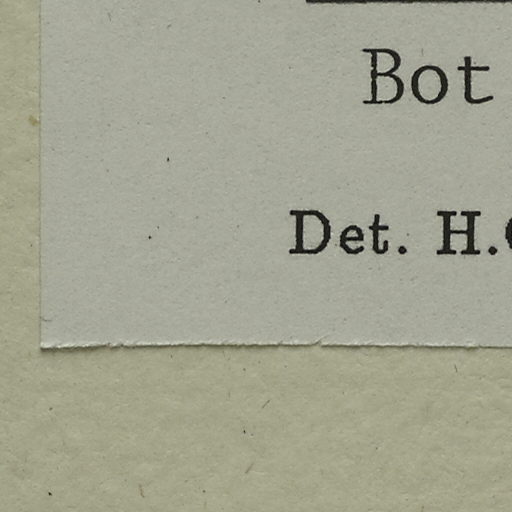 Bot
Det. H.